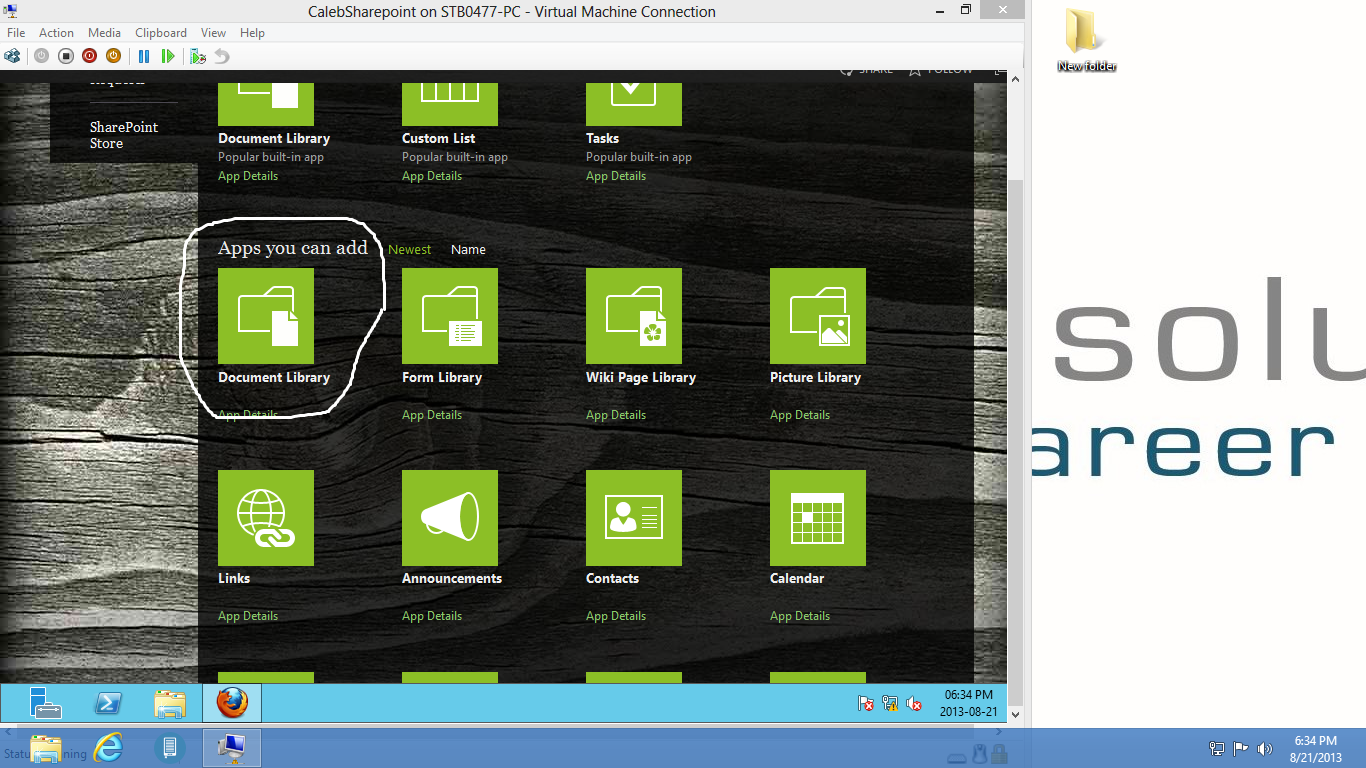 CalebSharepoint on STB0477-PC - Virtual Machine Connection
File Action Media Clipboard View Help
SHARE FOLLOW
SharePoint
Store
Document Library Custom List Tasks
Popular built-in app Popular built-in app Popular built-in app
App Details App Details App Details
Apps you can add Newest Name
Document Library Form Library Wiki Page Library Picture Library
App Details App Details App Details App Details
Links Announcements Contacts Calendar
App Details App Details App Details App Details
06:34 PM
2013-08-21
6:34 PM
8/21/2013
New folder
solu
areer